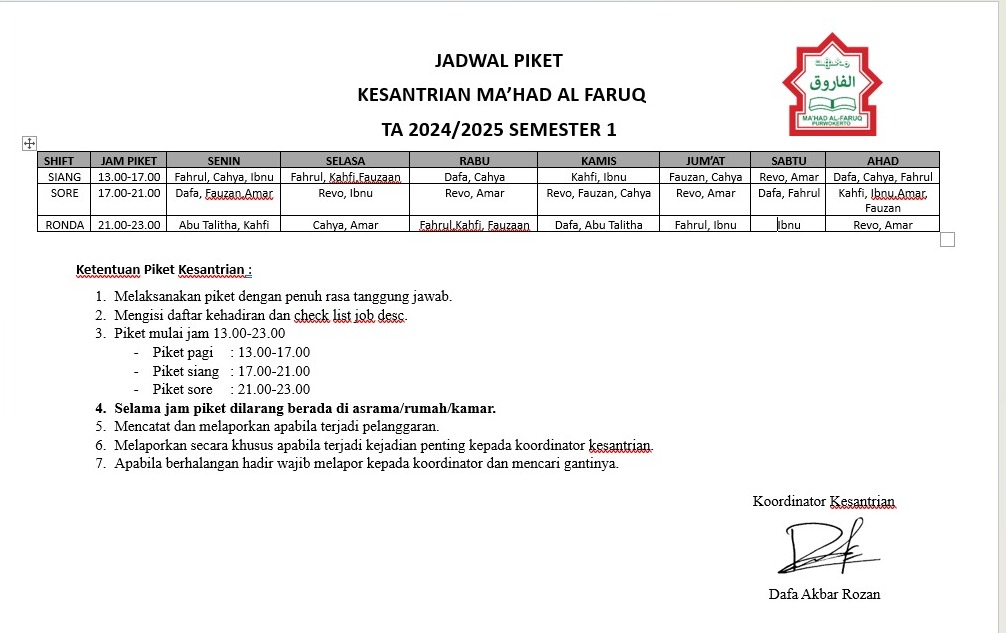 JADWAL PIKET
KESANTRIAN MA'HAD AL FARUQ
TA 2024/2025 SEMESTER 1
الفاروق
MA'HAD AL-FARUQ
PURWOKERTO
SHIFT JAM PIKET SENIN SELASA RABU KAMIS JUM'AT SABTU AHAD
SIANG 13.00-17.00 Fahrul, Cahya, Ibnu Fahrul, Kahfi,Fauzaan Dafa, Cahya Kahfi, Ibnu Fauzan, Cahya Revo, Amar Dafa, Cahya, Fahrul
SORE 17.00-21.00 Dafa, Fauzan,Amar Revo, Ibnu Revo, Amar Revo, Fauzan, Cahya Revo, Amar Dafa, Fahrul Kahfi, Ibnu,Amar,
Fauzan
RONDA 21.00-23.00 Abu Talitha, Kahfi Cahya, Amar Fahrul,Kahfi, Fauzaan Dafa, Abu Talitha Fahrul, Ibnu Ibnu Revo, Amar
Ketentuan Piket Kesantrian :
1. Melaksanakan piket dengan penuh rasa tanggung jawab.
2. Mengisi daftar kehadiran dan check list job desc.
3. Piket mulai jam 13.00-23.00
- Piket pagi : 13.00-17.00
- Piket siang : 17.00-21.00
- Piket sore : 21.00-23.00
4. Selama jam piket dilarang berada di asrama/rumah/kamar.
5. Mencatat dan melaporkan apabila terjadi pelanggaran.
6. Melaporkan secara khusus apabila terjadi kejadian penting kepada koordinator kesantrian.
7. Apabila berhalangan hadir wajib melapor kepada koordinator dan mencari gantinya.
Koordinator Kesantrian
Dafa Akbar Rozan